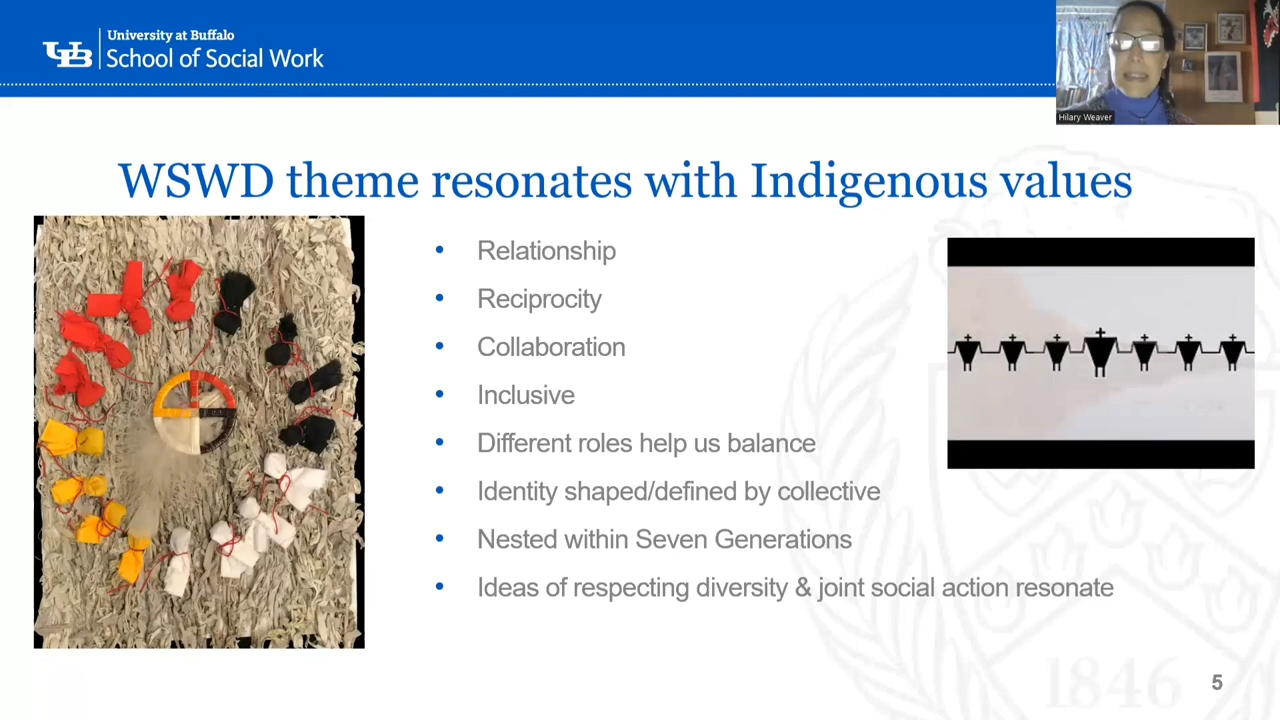 University at Buffalo
UB
School of Social Work
Hilary Weaver
WSWD theme resonates with Indigenous values
• Relationship
• Reciprocity
• Collaboration
• Inclusive
• Different roles help us balance
• Identity shaped/defined by collective
• Nested within Seven Generations
• Ideas of respecting diversity & joint social action resonate
1846
5